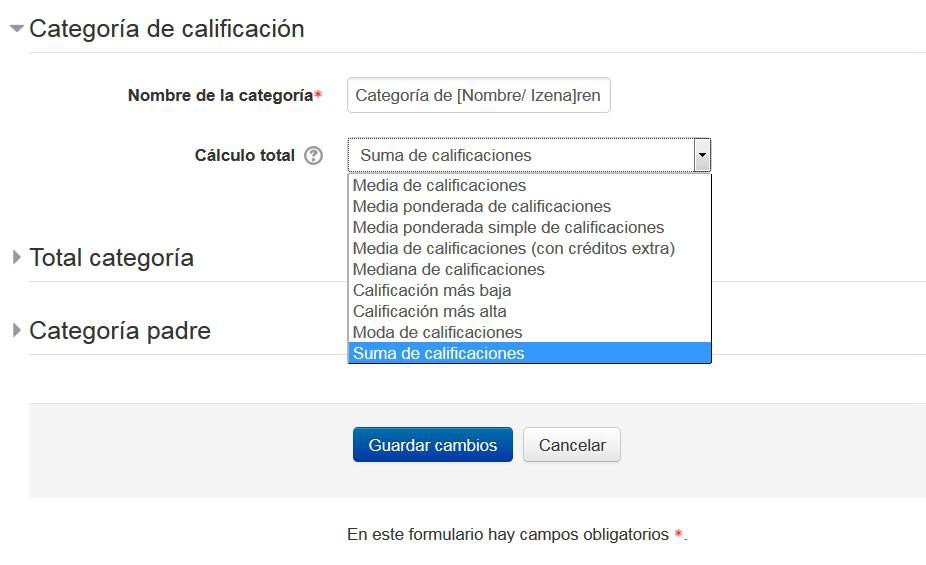 Categoría de calificación
Nombre de la categoría* Categoría de [Nombre/ Izena]ren
Cálculo total ? Suma de calificaciones
Media de calificaciones
Media ponderada de calificaciones
Media ponderada simple de calificaciones
Media de calificaciones (con créditos extra)
Mediana de calificaciones
Calificación más baja
Calificación más alta
Moda de calificaciones
Suma de calificaciones
Total categoría
Categoría padre
Guardar cambios Cancelar
En este formulario hay campos obligatorios *.